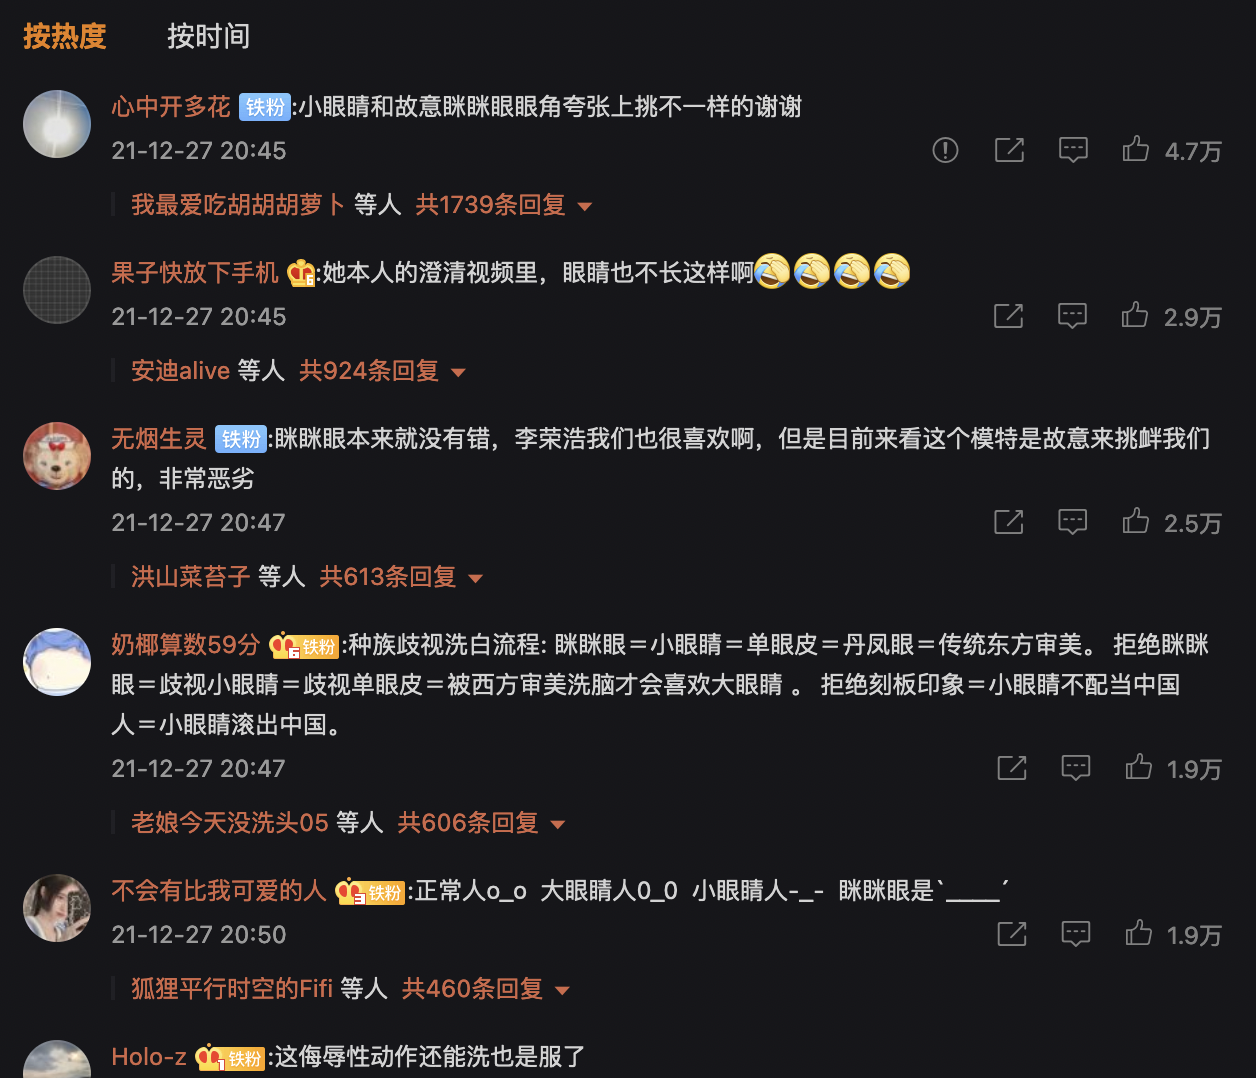 按热度 按时间
心中开多花 铁粉:小眼睛和故意眯眯眼眼角夸张上挑不一样的谢谢
21-12-27 20:45 4.7万
我最爱吃胡胡胡萝卜 等人 共1739条回复
果子快放下手机 6:她本人的澄清视频里，眼睛也不长这样啊
21-12-27 20:45 2.9万
安迪alive 等人 共924条回复
无烟生灵 铁粉:眯眯眼本来就没有错，李荣浩我们也很喜欢啊，但是目前来看这个模特是故意来挑衅我们
的，非常恶劣
21-12-27 20:47 2.5万
洪山菜苔子 等人 共613条回复
奶椰算数59分 6 铁粉:种族歧视洗白流程: 眯眯眼＝小眼睛＝单眼皮＝丹凤眼＝传统东方审美。 拒绝眯眯
眼＝歧视小眼睛＝歧视单眼皮＝被西方审美洗脑才会喜欢大眼睛 。 拒绝刻板印象＝小眼睛不配当中国
人＝小眼睛滚出中国。
21-12-27 20:47 1.9万
老娘今天没洗头05 等人 共606条回复
不会有比我可爱的人 3 铁粉:正常人o_o 大眼睛人0_0 小眼睛人-_- 眯眯眼是`____´
21-12-27 20:50 1.9万
狐狸平行时空的Fifi 等人 共460条回复
Holo-z 1 铁粉:这侮辱性动作还能洗也是服了